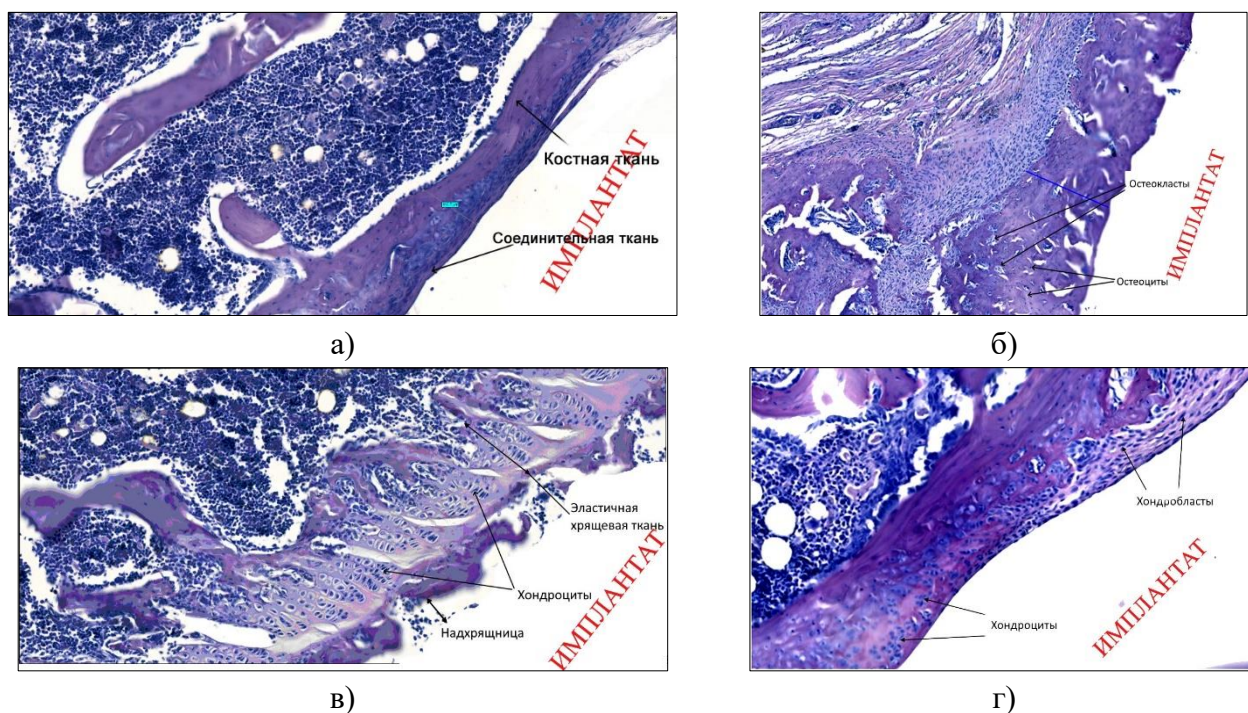 Костная ткань
Соединительная ткань
ИМПЛАНТАТ
а)
Остеокласты
Остеоциты
ИМПЛАНТАТ
б)
Эластичная
хрящевая ткань
Хондроциты
Надхрящница
ИМПЛАНТАТ
в)
Хондробласты
Хондроциты
ИМПЛАНТАТ
г)